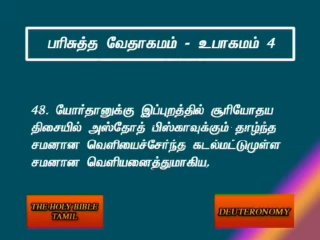 பரிசுத்த வேதாகமம் - உபாகமம் 4
48. யோர்தானுக்கு இப்புறத்தில் சூரியோதய
திசையில் அஸ்தோத் பிஸ்காவுக்கும் தாழ்ந்த
சமனான வெளியைச்சேர்ந்த கடல்மட்டுமுள்ள
சமனான வெளியனைத்துமாகிய,
THE HOLY BIBLE
TAMIL
DEUTERONOMY